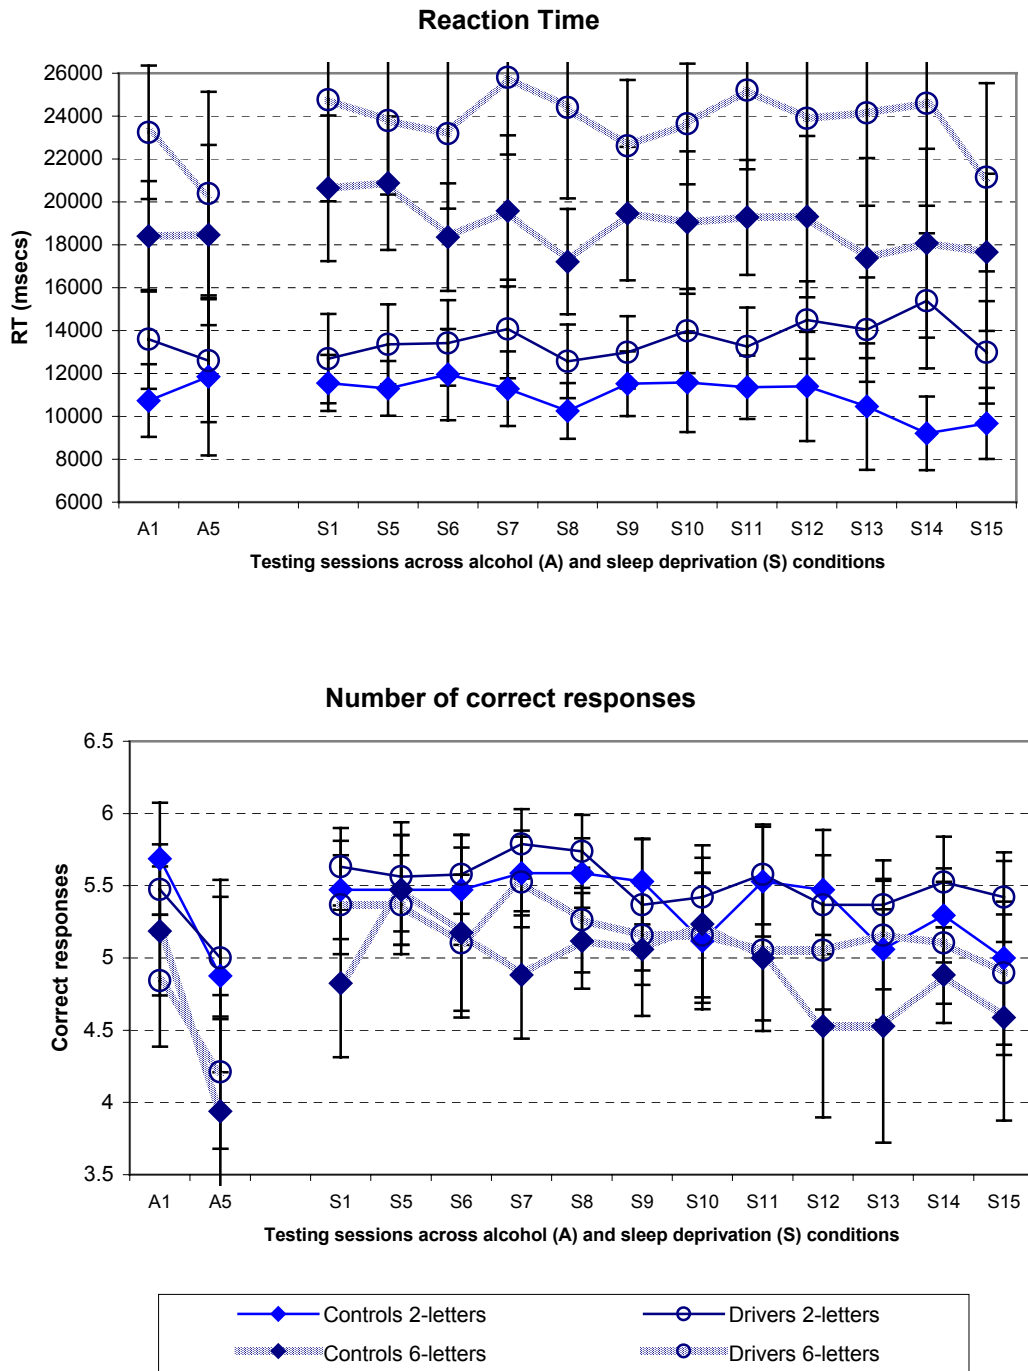 Reaction Time
26000
24000
22000
20000
18000
16000
14000
12000
10000
8000
6000
RT (msecs)
A1 A5 S1 S5 S6 S7 S8 S9 S10 S11 S12 S13 S14 S15
Testing sessions across alcohol (A) and sleep deprivation (S) conditions
Number of correct responses
6.5
6
5.5
5
4.5
4
3.5
Correct responses
A1 A5 S1 S5 S6 S7 S8 S9 S10 S11 S12 S13 S14 S15
Testing sessions across alcohol (A) and sleep deprivation (S) conditions
Controls 2-letters Drivers 2-letters
Controls 6-letters Drivers 6-letters